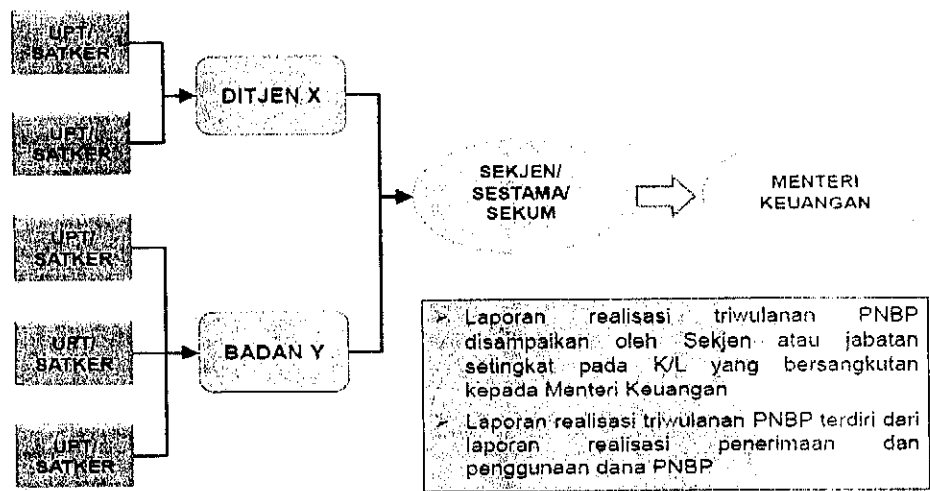 UPT/
SATKER
UPT/
SATKER
DITJEN X
UPT/
SATKER
UPT/
SATKER
UPT/
SATKER
BADAN Y
SEKJEN/
SESTAMA/
SEKUM
MENTERI
KEUANGAN
➢ Laporan realisasi triwulanan PNBP
disampaikan oleh Sekjen atau jabatan
setingkat pada K/L yang bersangkutan
kepada Menteri Keuangan
➢ Laporan realisasi triwulanan PNBP terdiri dari
laporan realisasi penerimaan dan
penggunaan dana PNBP